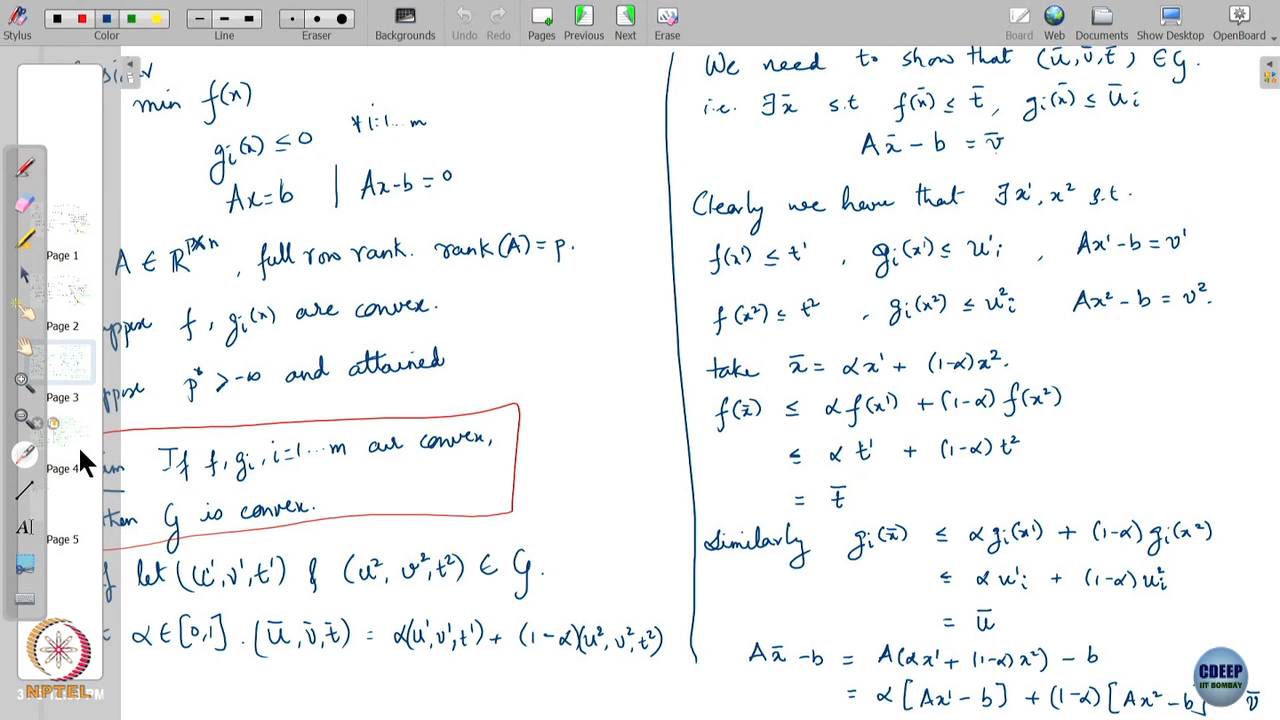 Stylus Color Line Eraser Backgrounds Undo Redo Pages Previous Next Erase Board Web Documents Show Desktop OpenBoard
min f(x)
gᵢ(x) ≤ 0 ∀ i=1...m
Ax=b | Ax-b=0
A ∈ ℝ^{p×n}, full row rank. rank(A) = p.
f, gᵢ(x) are convex.
p* > -∞ and attained
If f, gᵢ, i=1...m are convex,
then G is convex.
let (u¹,v¹,t¹) & (u²,v²,t²) ∈ G.
= α∈[0,1]. (ū,v̄,t̄) = α(u¹,v¹,t¹) + (1-α)(u²,v²,t²)
We need to show that (ū,v̄,t̄) ∈ G.
i.e. ∃x̄ s.t f(x̄) ≤ t̄, gᵢ(x̄) ≤ ūᵢ
Ax̄ - b = v̄
Clearly we have that ∃x¹, x² s.t.
f(x¹) ≤ t¹, gᵢ(x¹) ≤ u¹ᵢ, Ax¹-b = v¹
f(x²) ≤ t², gᵢ(x²) ≤ u²ᵢ Ax²-b = v².
take x̄ = αx¹ + (1-α)x².
f(x̄) ≤ αf(x¹) + (1-α)f(x²)
≤ αt¹ + (1-α)t²
= t̄
Similarly gᵢ(x̄) ≤ αgᵢ(x¹) + (1-α)gᵢ(x²)
≤ αu¹ᵢ + (1-α)u²ᵢ
= ū
Ax̄-b = A(αx¹ + (1-α)x²) - b
= α[Ax¹-b] + (1-α)[Ax²-b] v̄
Page 1
Page 2
Page 3
Page 4
Page 5
NPTEL
CDEEP
IIT BOMBAY